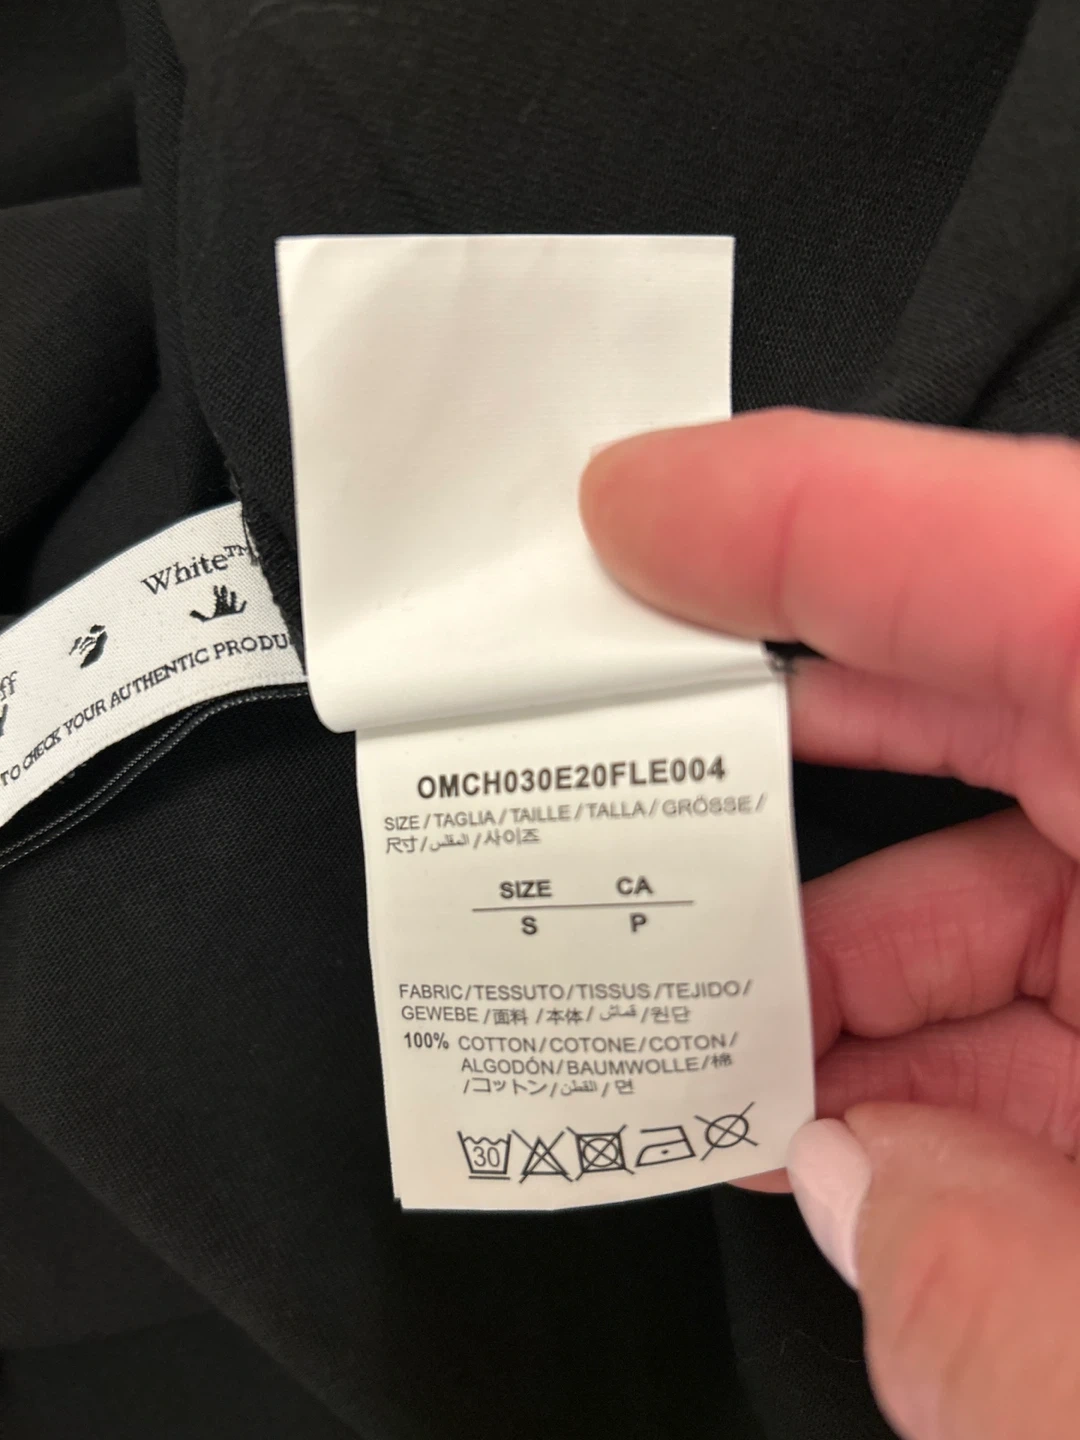 White™
ff
TO CHECK YOUR AUTHENTIC PRODU
OMCH030E20FLE004
SIZE/TAGLIA/TAILLE/TALLA/GRÖSSE/
尺寸/المقاس/사이즈
SIZE CA
S P
FABRIC/TESSUTO/TISSUS/TEJIDO/
GEWEBE/面料/本体/قماش/원단
100% COTTON/COTONE/COTON/
ALGODÓN/BAUMWOLLE/棉
/コットン/القطن/면
30